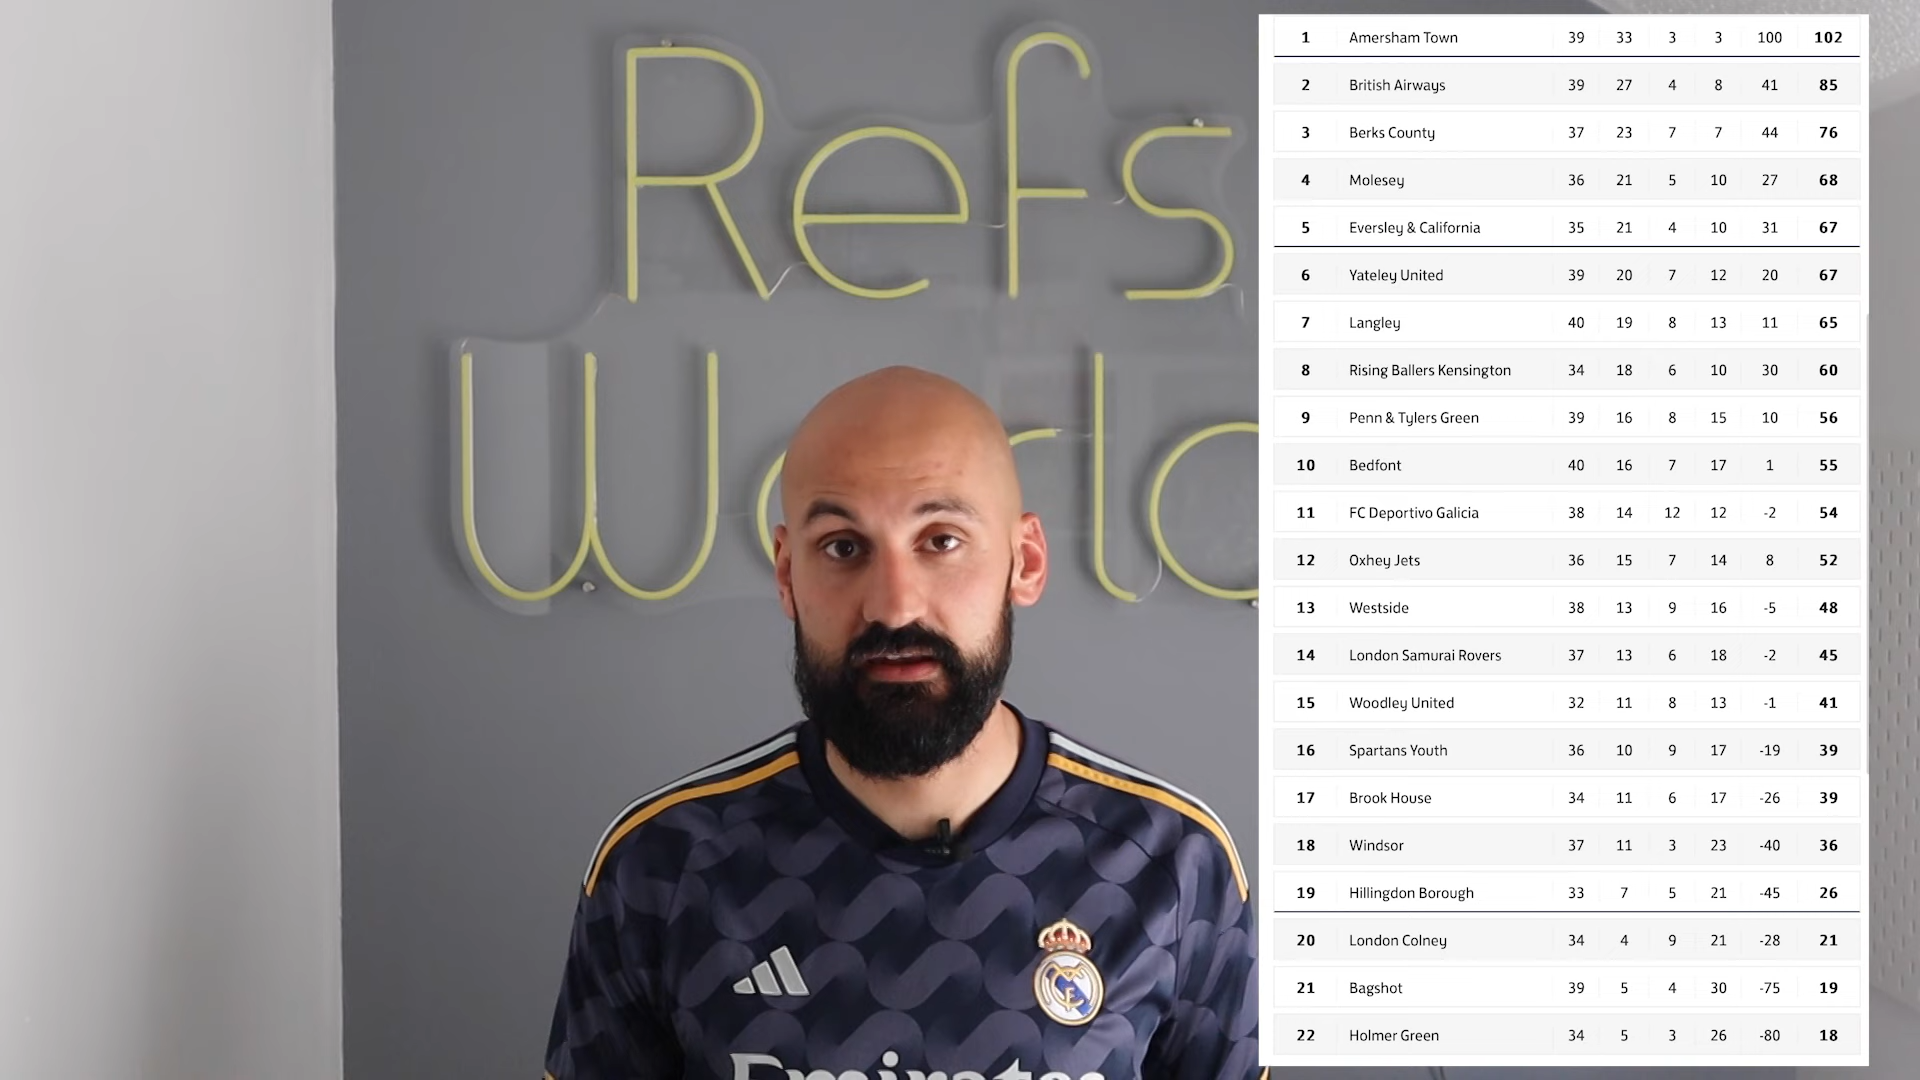 Refs
World
Emirates
1 Amersham Town 39 33 3 3 100 102
2 British Airways 39 27 4 8 41 85
3 Berks County 37 23 7 7 44 76
4 Molesey 36 21 5 10 27 68
5 Eversley & California 35 21 4 10 31 67
6 Yateley United 39 20 7 12 20 67
7 Langley 40 19 8 13 11 65
8 Rising Ballers Kensington 34 18 6 10 30 60
9 Penn & Tylers Green 39 16 8 15 10 56
10 Bedfont 40 16 7 17 1 55
11 FC Deportivo Galicia 38 14 12 12 -2 54
12 Oxhey Jets 36 15 7 14 8 52
13 Westside 38 13 9 16 -5 48
14 London Samurai Rovers 37 13 6 18 -2 45
15 Woodley United 32 11 8 13 -1 41
16 Spartans Youth 36 10 9 17 -19 39
17 Brook House 34 11 6 17 -26 39
18 Windsor 37 11 3 23 -40 36
19 Hillingdon Borough 33 7 5 21 -45 26
20 London Colney 34 4 9 21 -28 21
21 Bagshot 39 5 4 30 -75 19
22 Holmer Green 34 5 3 26 -80 18